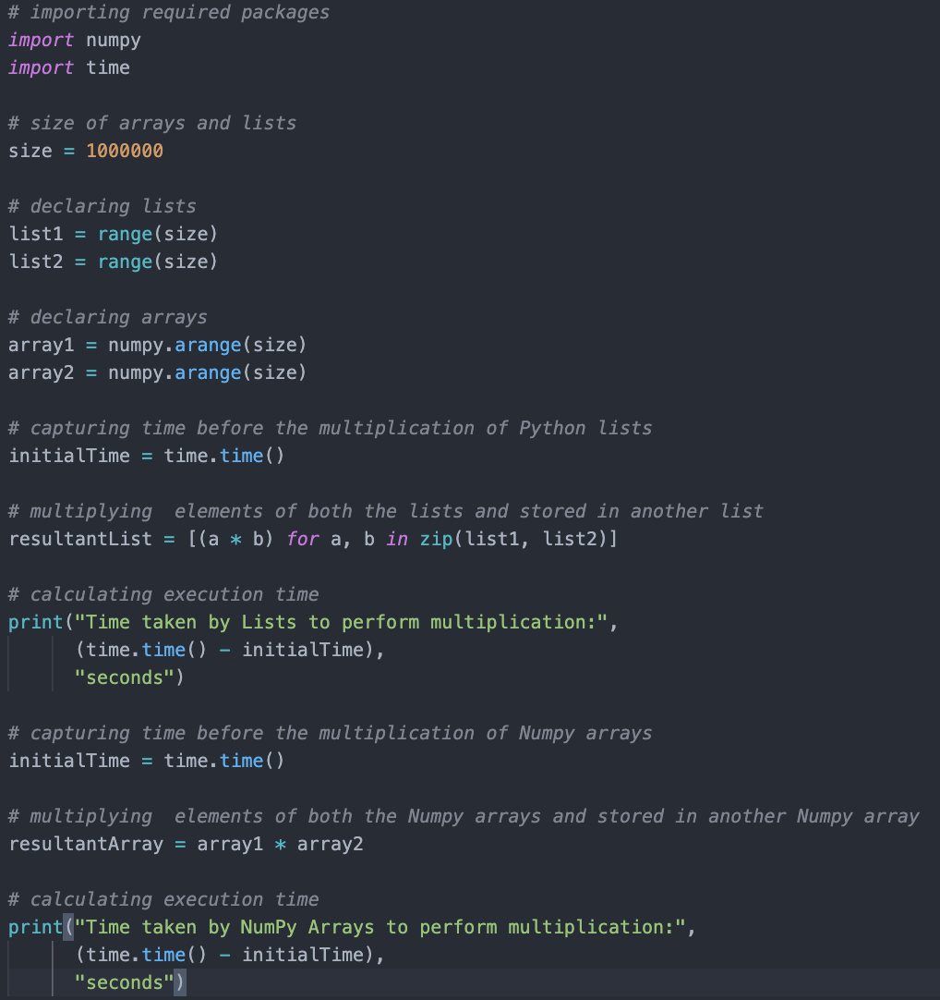 # importing required packages
import numpy
import time

# size of arrays and lists
size = 1000000

# declaring lists
list1 = range(size)
list2 = range(size)

# declaring arrays
array1 = numpy.arange(size)
array2 = numpy.arange(size)

# capturing time before the multiplication of Python lists
initialTime = time.time()

# multiplying  elements of both the lists and stored in another list
resultantList = [(a * b) for a, b in zip(list1, list2)]

# calculating execution time
print("Time taken by Lists to perform multiplication:",
      (time.time() - initialTime),
      "seconds")

# capturing time before the multiplication of Numpy arrays
initialTime = time.time()

# multiplying  elements of both the Numpy arrays and stored in another Numpy array
resultantArray = array1 * array2

# calculating execution time
print("Time taken by NumPy Arrays to perform multiplication:",
      (time.time() - initialTime),
      "seconds")